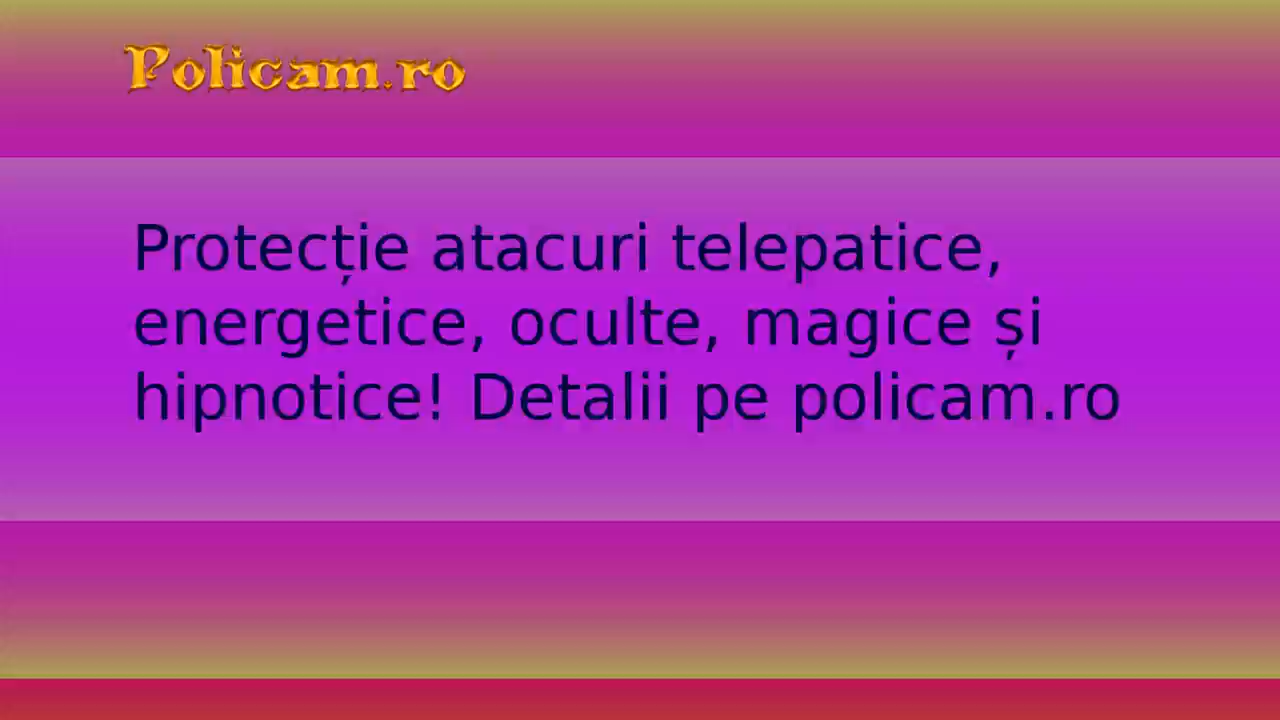 Policam.ro
Protecție atacuri telepatice,
energetice, oculte, magice și
hipnotice! Detalii pe policam.ro